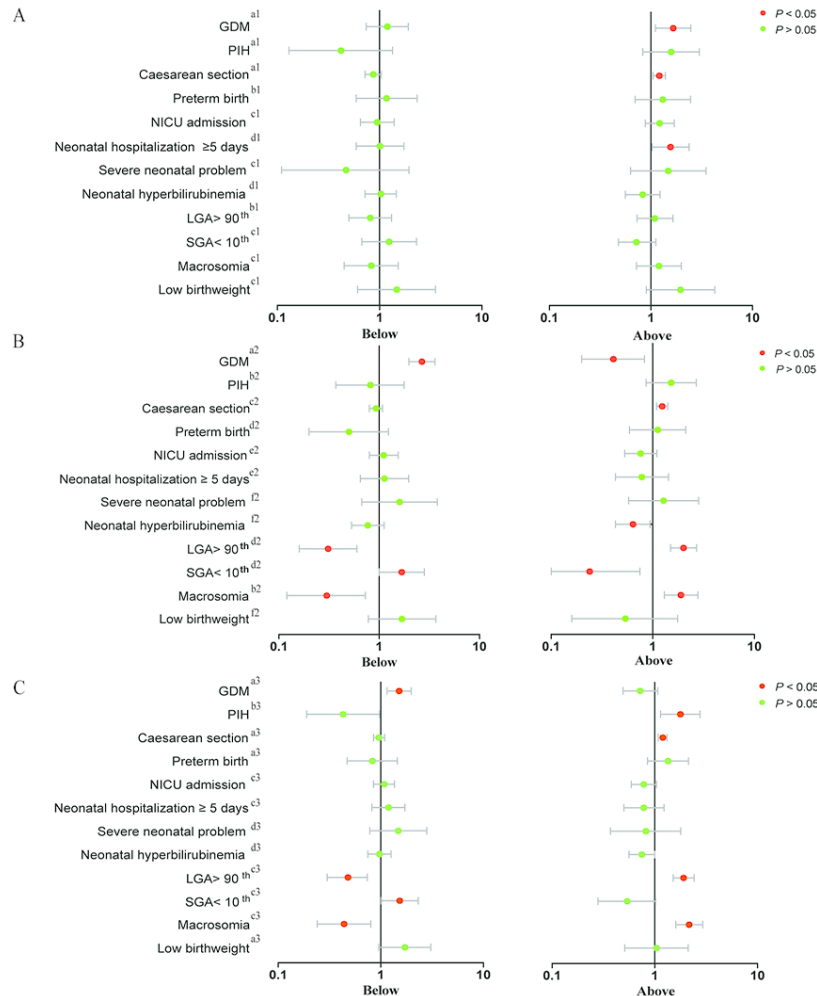 A
GDM a1
PIH a1
Caesarean section a1
Preterm birth b1
NICU admission c1
Neonatal hospitalization ≥5 days d1
Severe neonatal problem c1
Neonatal hyperbilirubinemia d1
LGA> 90th b1
SGA< 10th c1
Macrosomia c1
Low birthweight c1
0.1 1 10
Below
0.1 1 10
Above
P < 0.05
P > 0.05
B
GDM a2
PIH b2
Caesarean section c2
Preterm birth d2
NICU admission e2
Neonatal hospitalization ≥ 5 days e2
Severe neonatal problem f2
Neonatal hyperbilirubinemia f2
LGA> 90th d2
SGA< 10th d2
Macrosomia b2
Low birthweight f2
0.1 1 10
Below
0.1 1 10
Above
P < 0.05
P > 0.05
C
GDM a3
PIH b3
Caesarean section a3
Preterm birth a3
NICU admission c3
Neonatal hospitalization ≥ 5 days c3
Severe neonatal problem d3
Neonatal hyperbilirubinemia d3
LGA> 90th c3
SGA< 10th c3
Macrosomia c3
Low birthweight a3
0.1 1 10
Below
0.1 1 10
Above
P < 0.05
P > 0.05